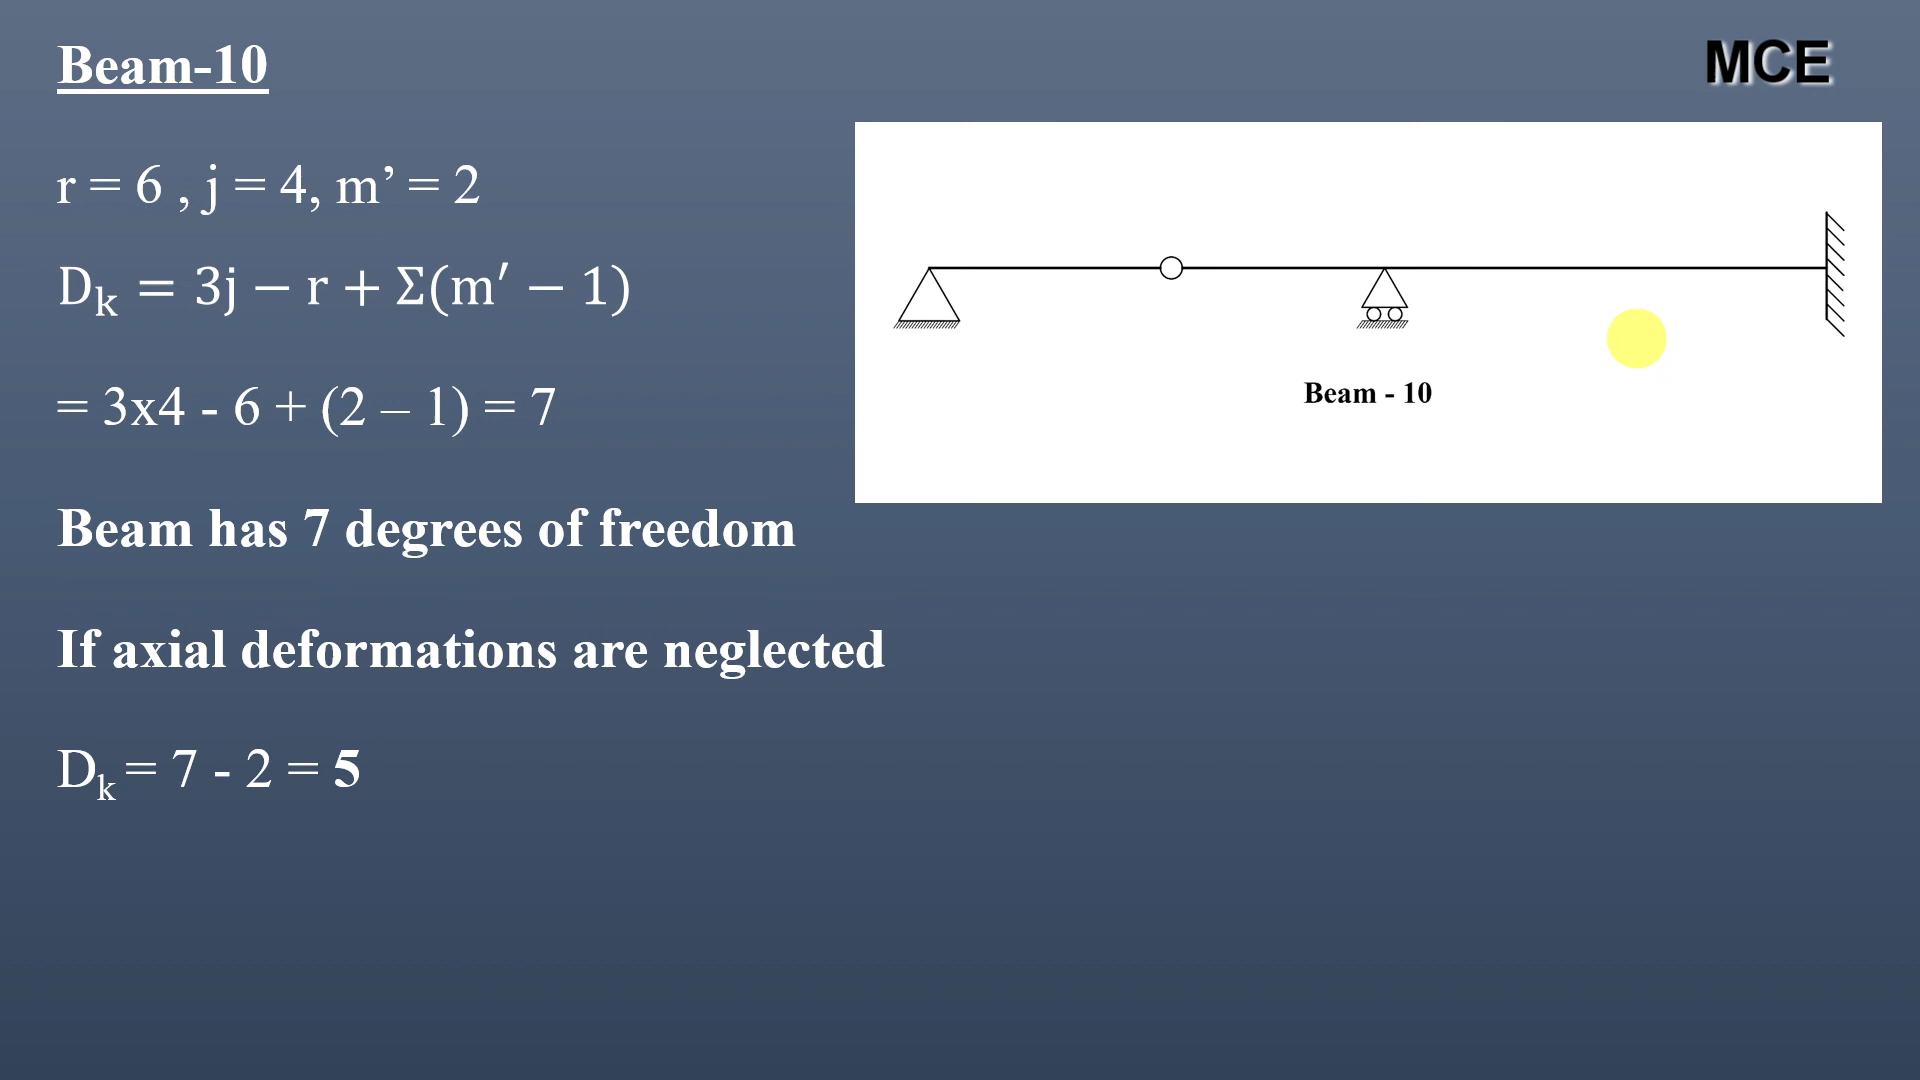 Beam-10
MCE
r = 6 , j = 4, m’ = 2
Dₖ = 3j − r + Σ(m′ − 1)
= 3x4 - 6 + (2 – 1) = 7
Beam - 10
Beam has 7 degrees of freedom
If axial deformations are neglected
Dₖ = 7 - 2 = 5